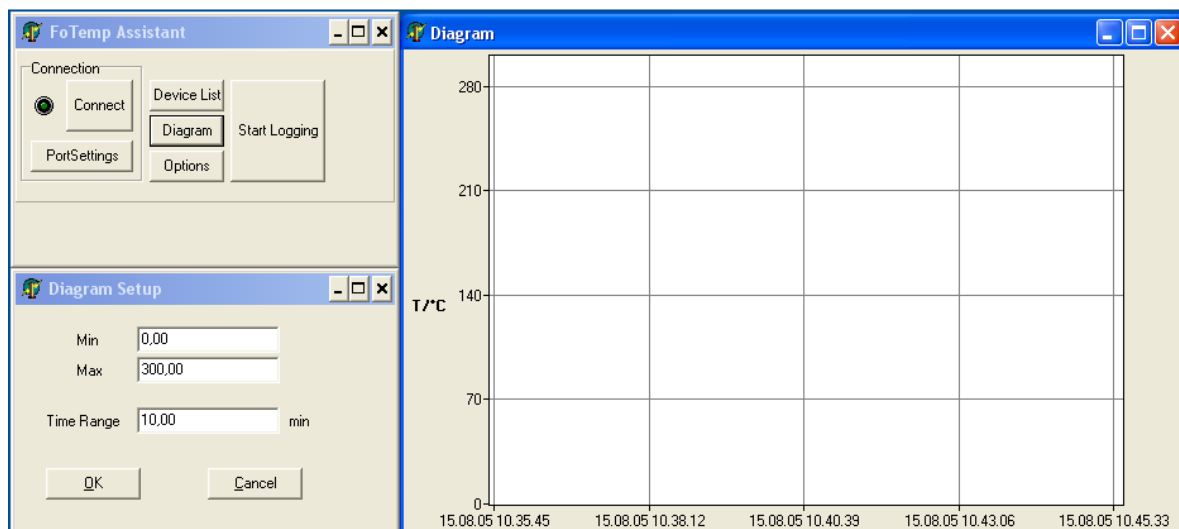 FoTemp Assistant
Connection
Connect
PortSettings
Device List
Diagram
Options
Start Logging
Diagram Setup
Min 0,00
Max 300,00
Time Range 10,00 min
OK Cancel
Diagram
280
210
140
T/°C
70
0
15.08.05 10.35.45 15.08.05 10.38.12 15.08.05 10.40.39 15.08.05 10.43.06 15.08.05 10.45.33